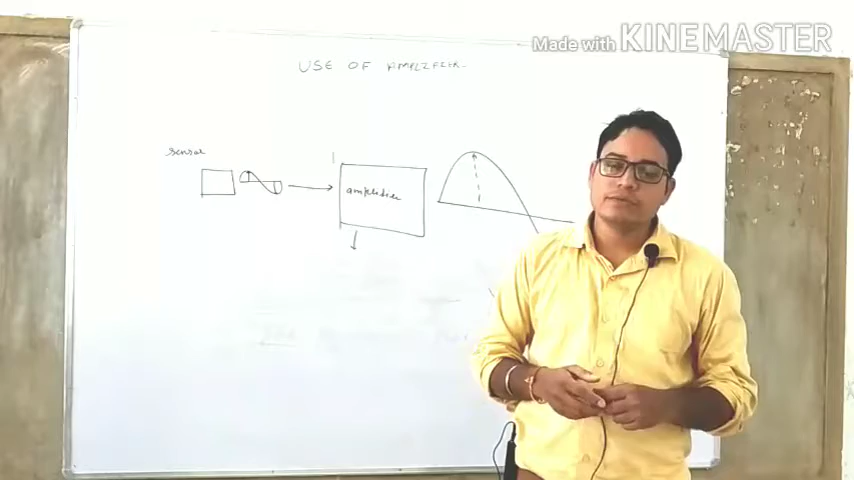 Made with KINEMASTER
USE OF AMPLIFIER
sensor
amplifier